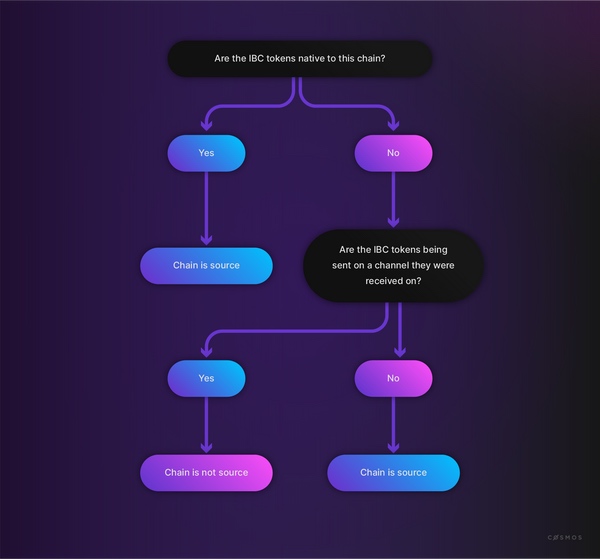 Are the IBC tokens native to this chain?
Yes
No
Chain is source
Are the IBC tokens being
sent on a channel they were
received on?
Yes
No
Chain is not source
Chain is source
COSMOS